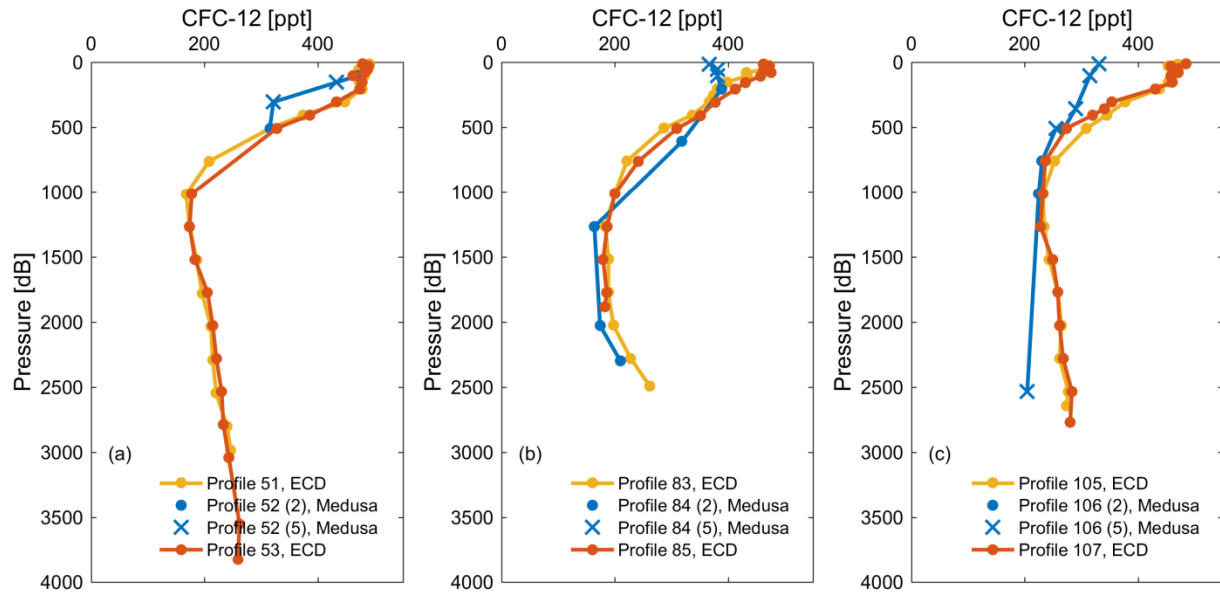 CFC-12 [ppt]
0 200 400
0
500
1000
1500
2000
2500
3000
3500
4000
Pressure [dB]
(a)
Profile 51, ECD
Profile 52 (2), Medusa
Profile 52 (5), Medusa
Profile 53, ECD
CFC-12 [ppt]
0 200 400
0
500
1000
1500
2000
2500
3000
3500
4000
Pressure [dB]
(b)
Profile 83, ECD
Profile 84 (2), Medusa
Profile 84 (5), Medusa
Profile 85, ECD
CFC-12 [ppt]
0 200 400
0
500
1000
1500
2000
2500
3000
3500
4000
Pressure [dB]
(c)
Profile 105, ECD
Profile 106 (2), Medusa
Profile 106 (5), Medusa
Profile 107, ECD